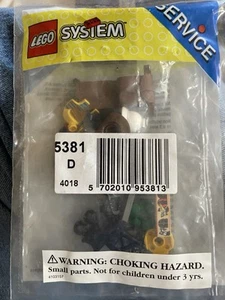 LEGO SYSTEM
SERVICE
5381
D
4018
5 702010 953813
⚠WARNING: CHOKING HAZARD.
Small parts. Not for children under 3 yrs.